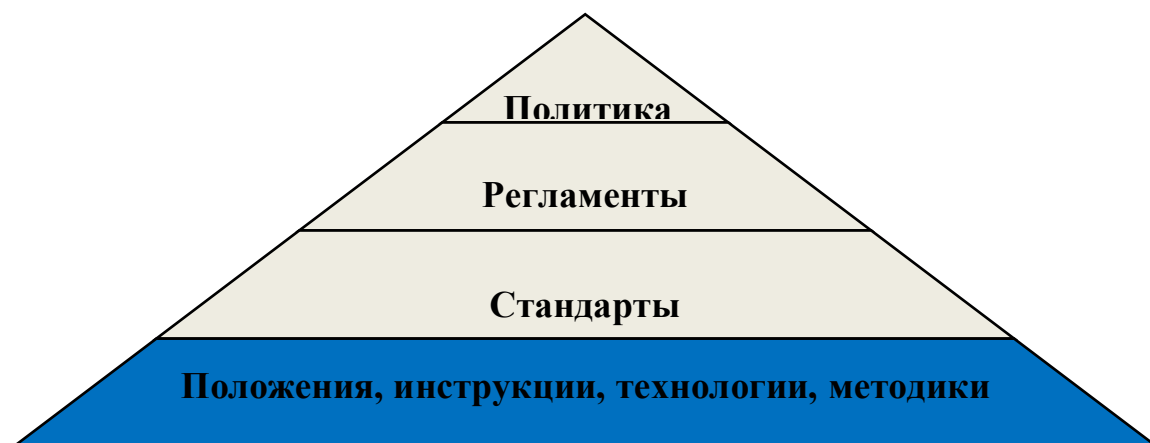 Политика
Регламенты
Стандарты
Положения, инструкции, технологии, методики